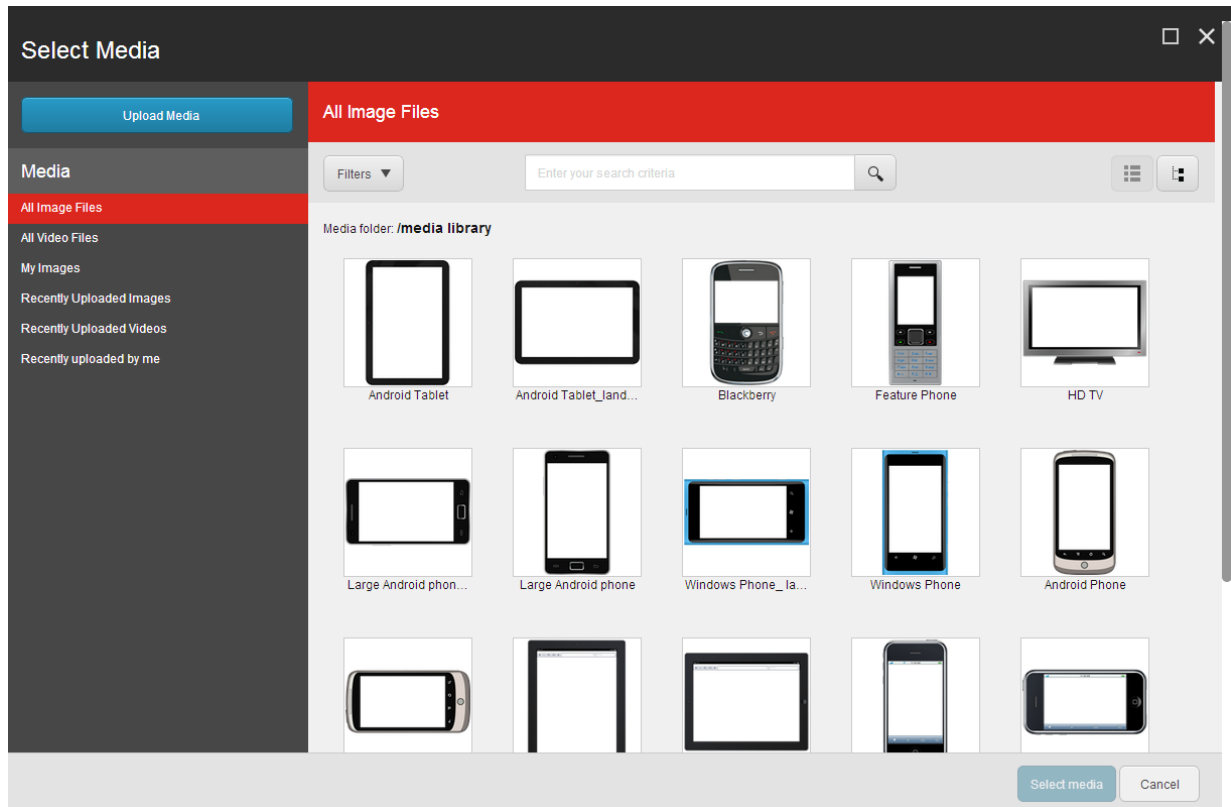 Select Media
Upload Media
All Image Files
Media
Filters
Enter your search criteria
All Image Files
All Video Files
My Images
Recently Uploaded Images
Recently Uploaded Videos
Recently uploaded by me
Media folder: /media library
Android Tablet
Android Tablet_land...
Blackberry
Feature Phone
HD TV
Large Android phon...
Large Android phone
Windows Phone_ la...
Windows Phone
Android Phone
Select media
Cancel